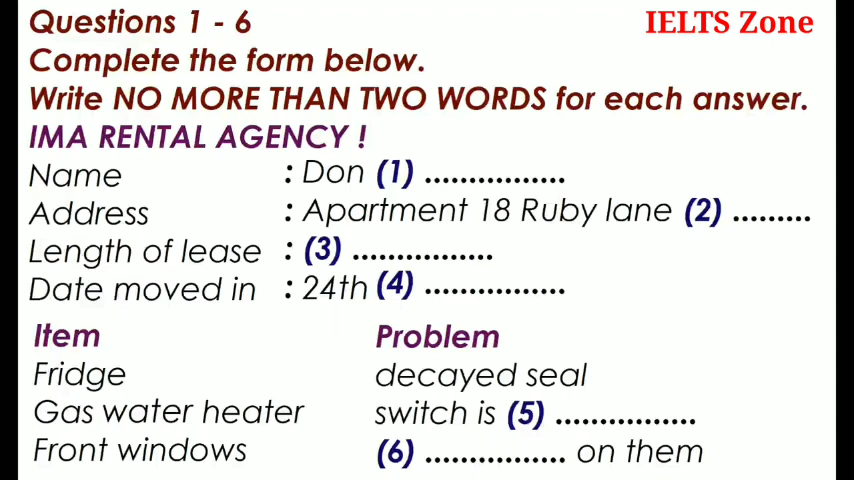 Questions 1 - 6
IELTS Zone
Complete the form below.
Write NO MORE THAN TWO WORDS for each answer.
IMA RENTAL AGENCY !
Name : Don (1) ................
Address : Apartment 18 Ruby lane (2) .........
Length of lease : (3) ................
Date moved in : 24th (4) ................
Item Problem
Fridge decayed seal
Gas water heater switch is (5) ................
Front windows (6) ................ on them